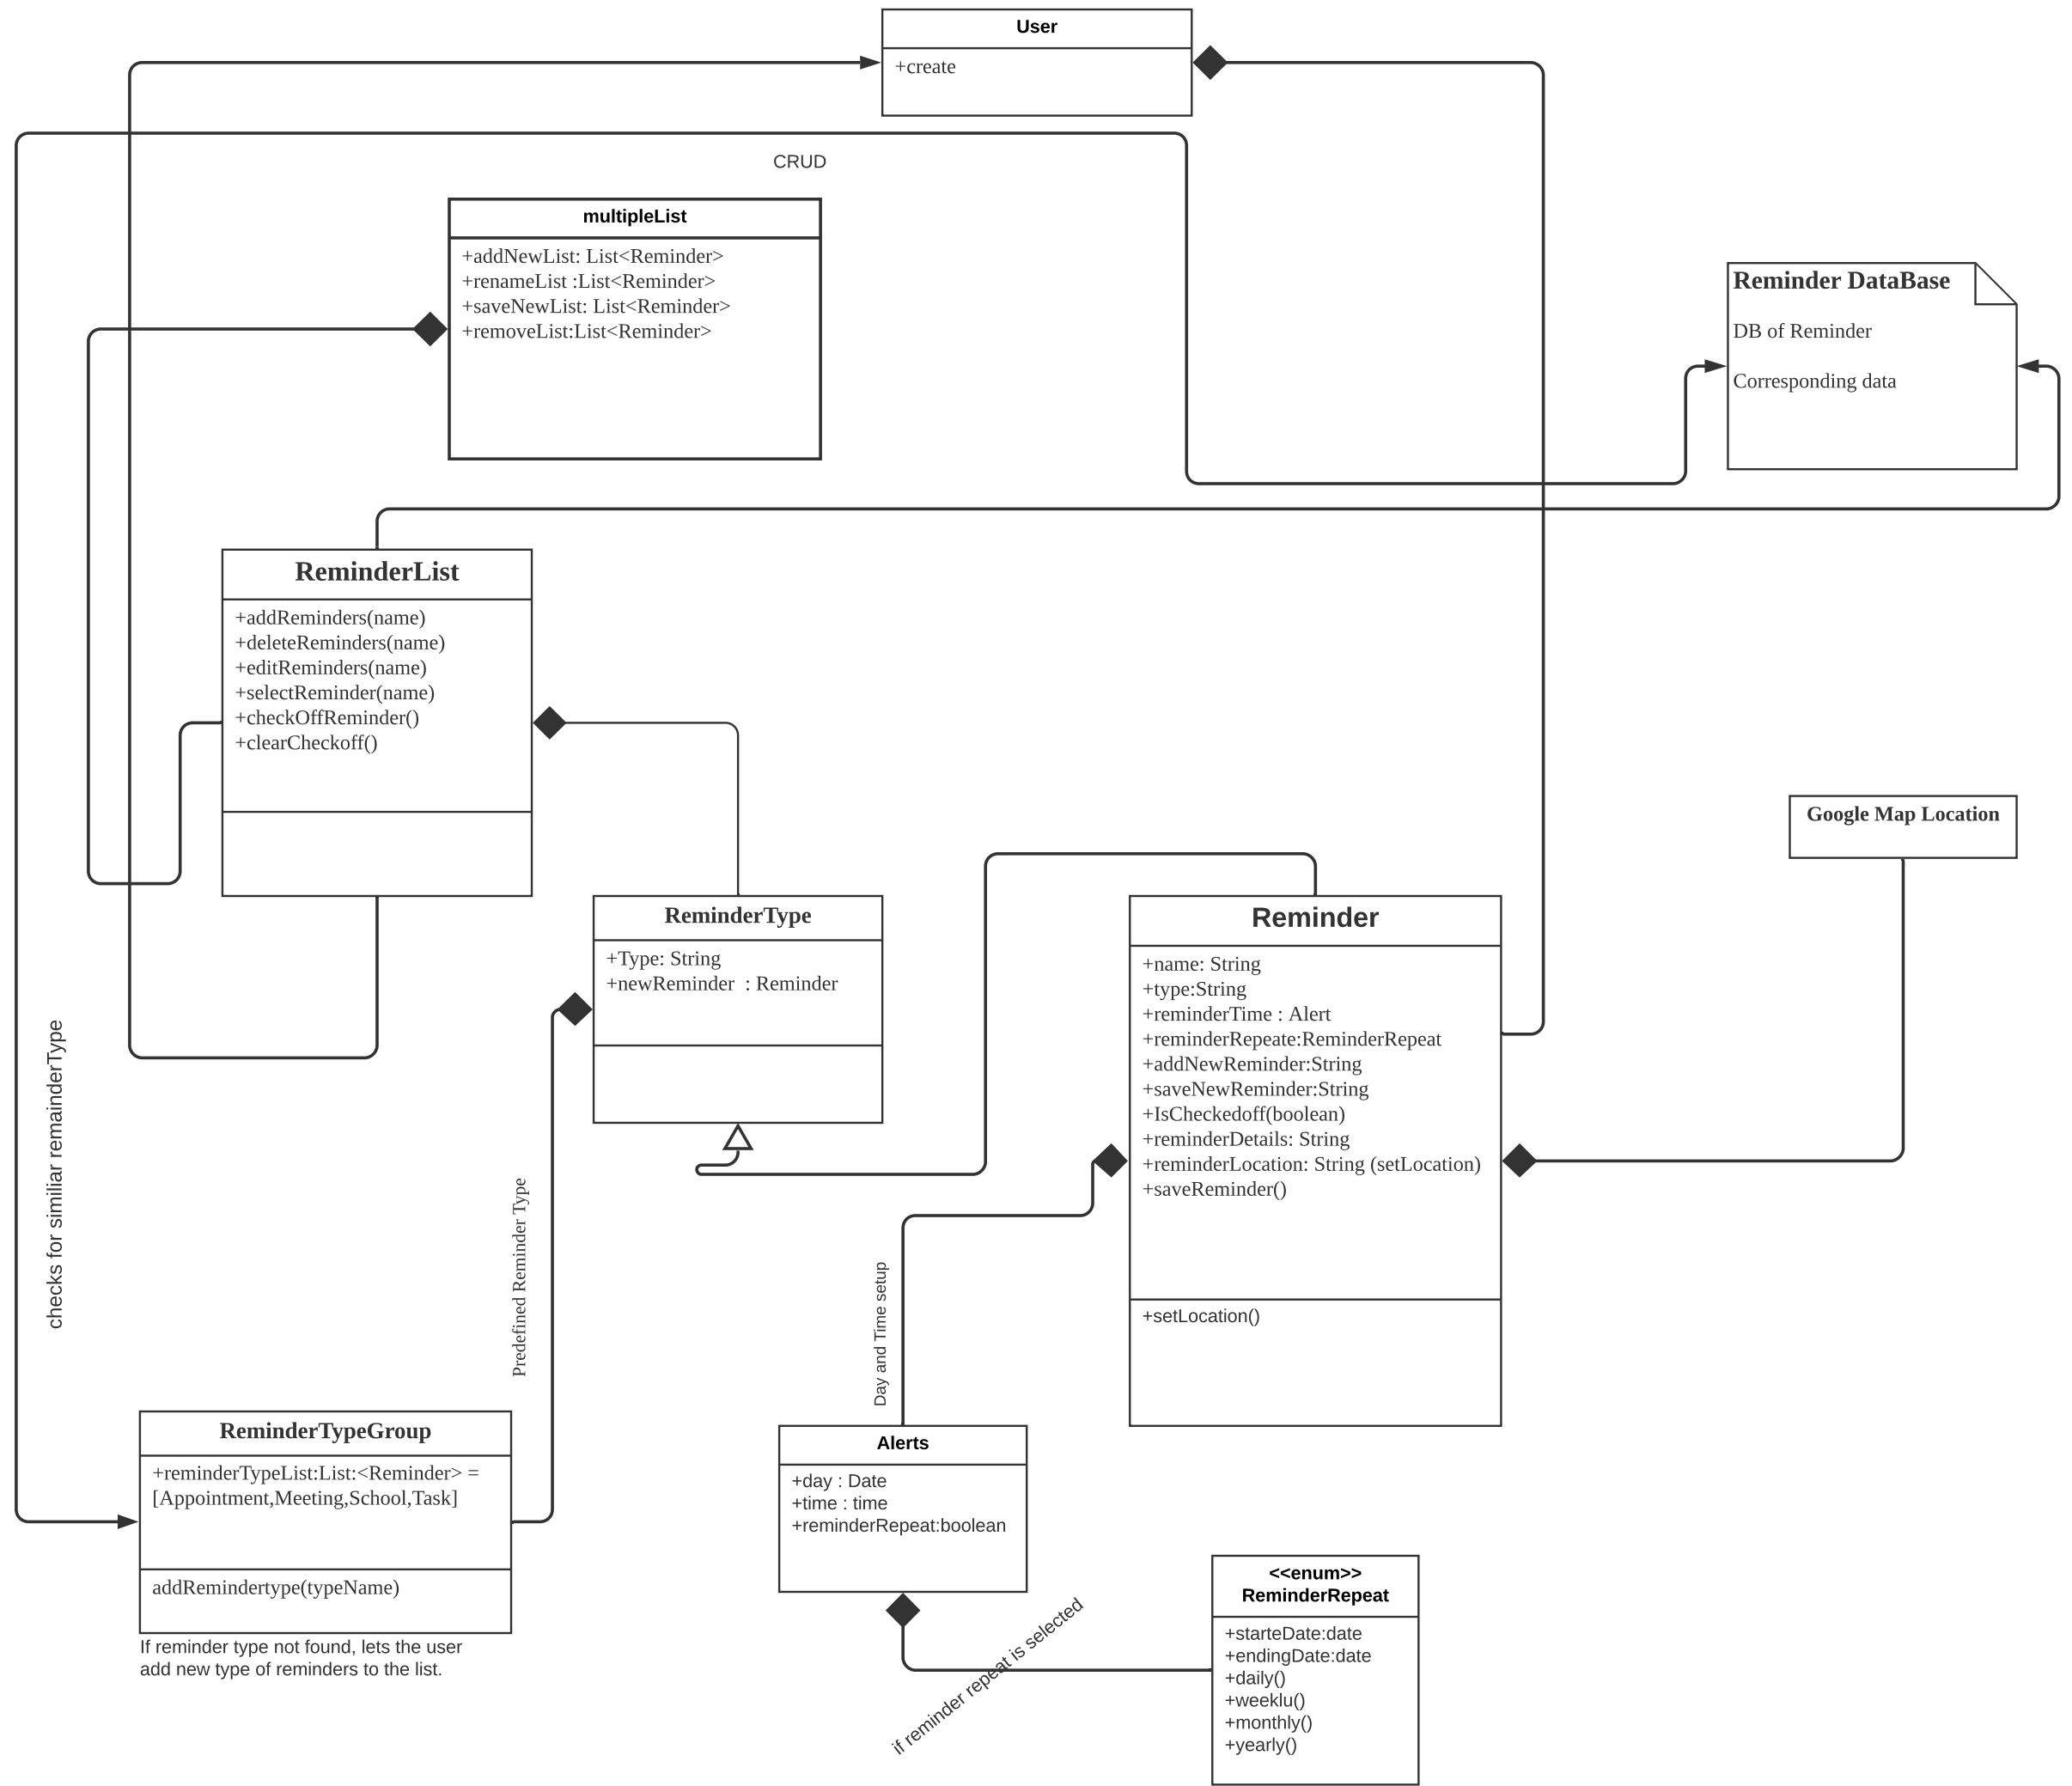 User
+create
CRUD
multipleList
+addNewList: List<Reminder>
+renameList :List<Reminder>
+saveNewList: List<Reminder>
+removeList:List<Reminder>
Reminder DataBase
DB of Reminder
Corresponding data
ReminderList
+addReminders(name)
+deleteReminders(name)
+editReminders(name)
+selectReminder(name)
+checkOffReminder()
+clearCheckoff()
Google Map Location
ReminderType
+Type: String
+newReminder  : Reminder
Reminder
+name: String
+type:String
+reminderTime : Alert
+reminderRepeate:ReminderRepeat
+addNewReminder:String
+saveNewReminder:String
+IsCheckedoff(boolean)
+reminderDetails: String
+reminderLocation: String (setLocation)
+saveReminder()
+setLocation()
checks for similiar remainderType
Predefined Reminder Type
Day and Time setup
ReminderTypeGroup
+reminderTypeList:List:<Reminder> =
[Appointment,Meeting,School,Task]
addRemindertype(typeName)
If reminder type not found, lets the user
add new type of reminders to the list.
Alerts
+day : Date
+time : time
+reminderRepeat:boolean
if reminder repeat is selected
<<enum>>
ReminderRepeat
+starteDate:date
+endingDate:date
+daily()
+weeklu()
+monthly()
+yearly()